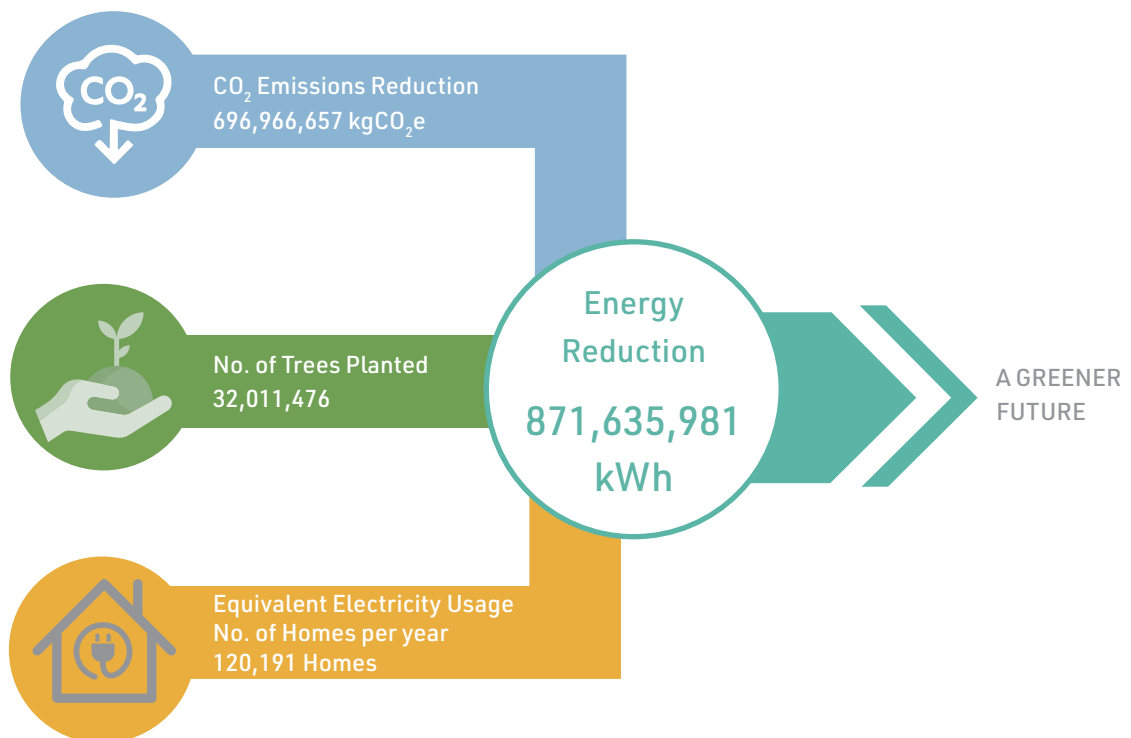 CO₂
CO₂ Emissions Reduction
696,966,657 kgCO₂e
No. of Trees Planted
32,011,476
Equivalent Electricity Usage
No. of Homes per year
120,191 Homes
Energy
Reduction
871,635,981
kWh
A GREENER
FUTURE